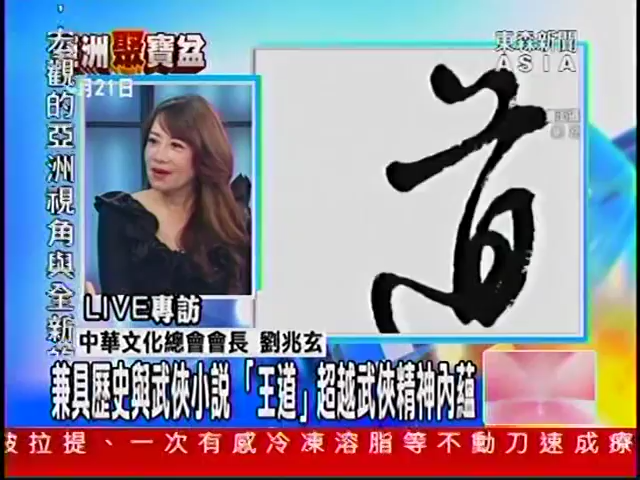 ，宏觀的亞洲視角與全新
洲聚寶盆
月21日
東森新聞
ASIA
道
LIVE專訪
中華文化總會會長 劉兆玄
兼具歷史與武俠小說「王道」超越武俠精神內蘊
拉提、一次有感冷凍溶脂等不動刀速成療